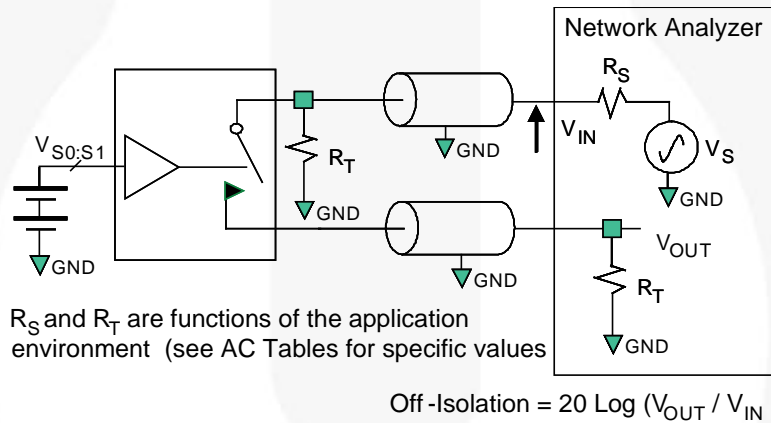 Network Analyzer
R_S
V_IN
V_S
GND
V_S0:S1
R_T
GND
GND
GND
GND
V_OUT
R_T
GND
R_S and R_T are functions of the application
environment (see AC Tables for specific values
GND
Off-Isolation = 20 Log (V_OUT / V_IN